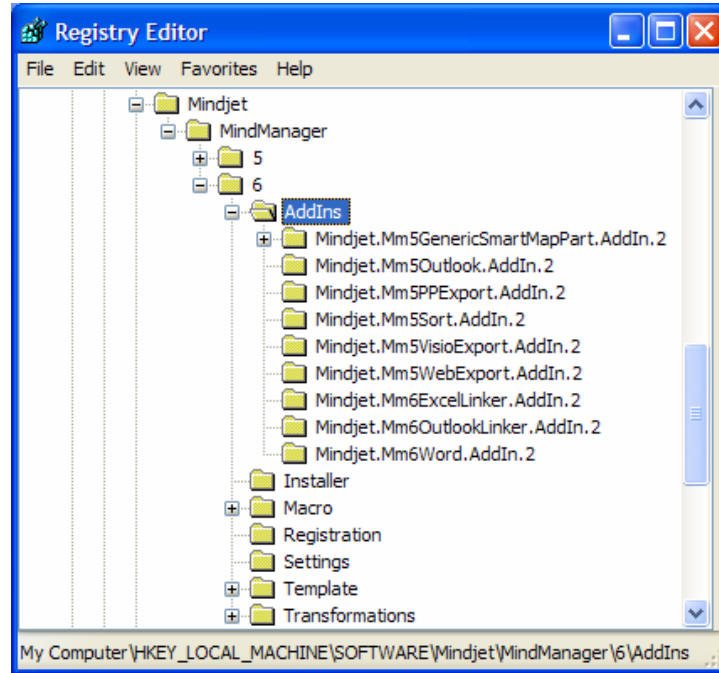 Registry Editor
File Edit View Favorites Help
Mindjet
MindManager
5
6
AddIns
Mindjet.Mm5GenericSmartMapPart.AddIn.2
Mindjet.Mm5Outlook.AddIn.2
Mindjet.Mm5PPExport.AddIn.2
Mindjet.Mm5Sort.AddIn.2
Mindjet.Mm5VisioExport.AddIn.2
Mindjet.Mm5WebExport.AddIn.2
Mindjet.Mm6ExcelLinker.AddIn.2
Mindjet.Mm6OutlookLinker.AddIn.2
Mindjet.Mm6Word.AddIn.2
Installer
Macro
Registration
Settings
Template
Transformations
My Computer\HKEY_LOCAL_MACHINE\SOFTWARE\Mindjet\MindManager\6\AddIns